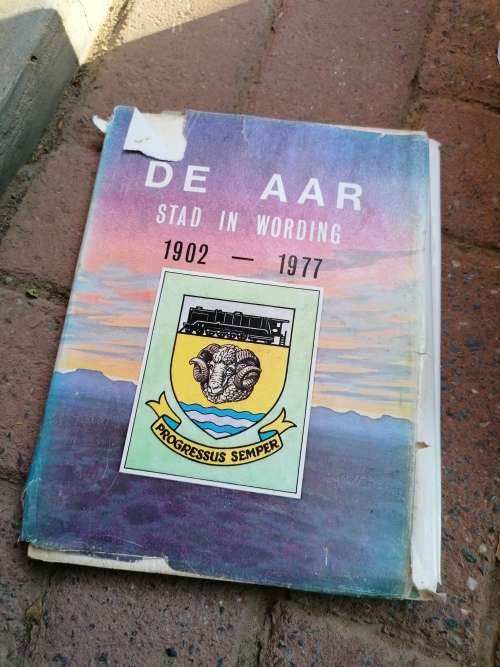 DE AAR
STAD IN WORDING
1902 — 1977
PROGRESSUS SEMPER